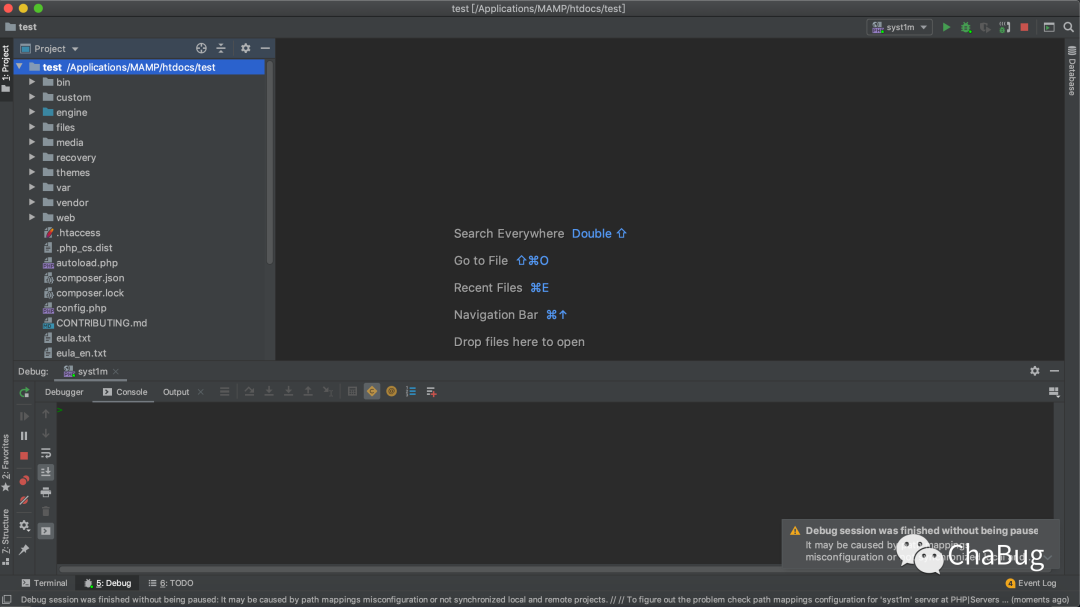 test [/Applications/MAMP/htdocs/test]
test
syst1m
1: Project
Project
test /Applications/MAMP/htdocs/test
bin
custom
engine
files
media
recovery
themes
var
vendor
web
.htaccess
.php_cs.dist
autoload.php
composer.json
composer.lock
config.php
CONTRIBUTING.md
eula.txt
eula_en.txt
Search Everywhere Double ⇧
Go to File ⇧⌘O
Recent Files ⌘E
Navigation Bar ⌘↑
Drop files here to open
Database
Debug: syst1m
Debugger Console Output
>
2: Favorites
Z: Structure
Debug session was finished without being pause
It may be caused by
misconfiguration or
ChaBug
Terminal 5: Debug 6: TODO
4 Event Log
Debug session was finished without being paused: It may be caused by path mappings misconfiguration or not synchronized local and remote projects. // // To figure out the problem check path mappings configuration for 'syst1m' server at PHP|Servers ... (moments ago)